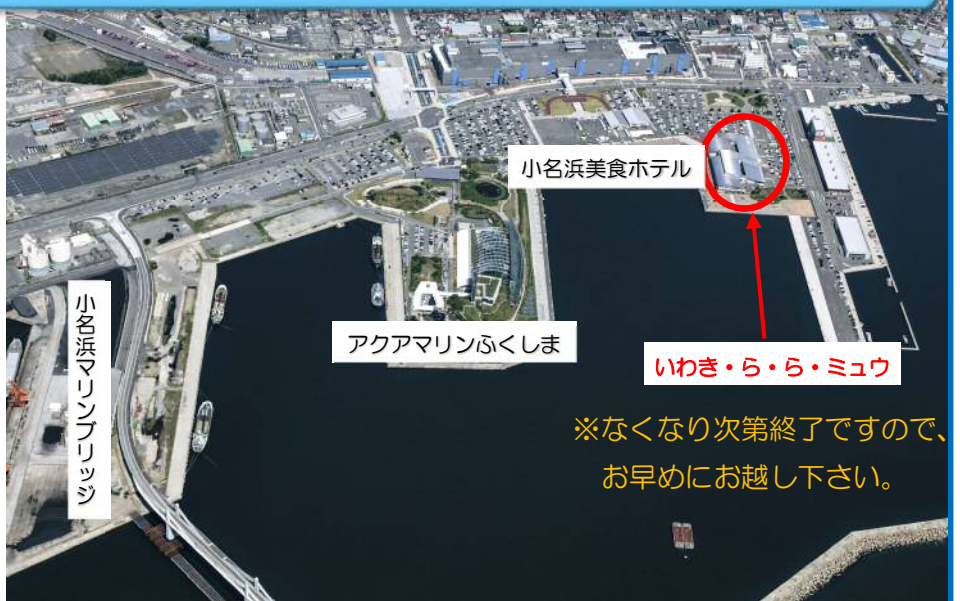 小名浜美食ホテル
小名浜マリンブリッジ
アクアマリンふくしま
いわき・ら・ら・ミュウ
※なくなり次第終了ですので、
お早めにお越し下さい。